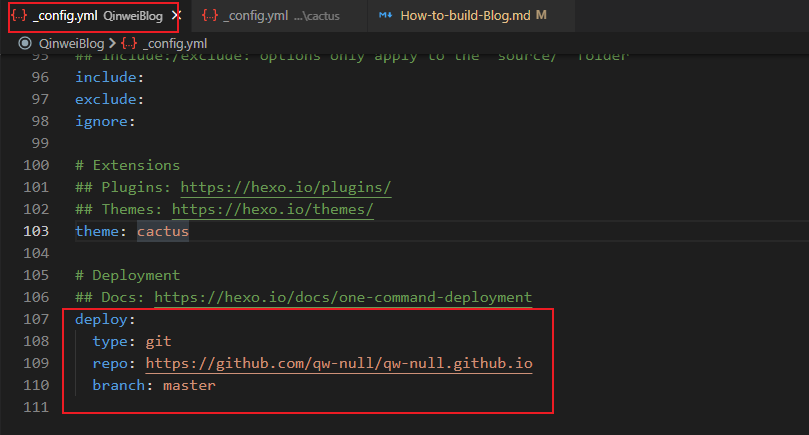 _config.yml QinweiBlog
_config.yml ...\cactus
How-to-build-Blog.md M
QinweiBlog > _config.yml
95 ## include:/exclude: options only apply to the 'source/' folder
96 include:
97 exclude:
98 ignore:
99
100 # Extensions
101 ## Plugins: https://hexo.io/plugins/
102 ## Themes: https://hexo.io/themes/
103 theme: cactus
104
105 # Deployment
106 ## Docs: https://hexo.io/docs/one-command-deployment
107 deploy:
108 type: git
109 repo: https://github.com/qw-null/qw-null.github.io
110 branch: master
111